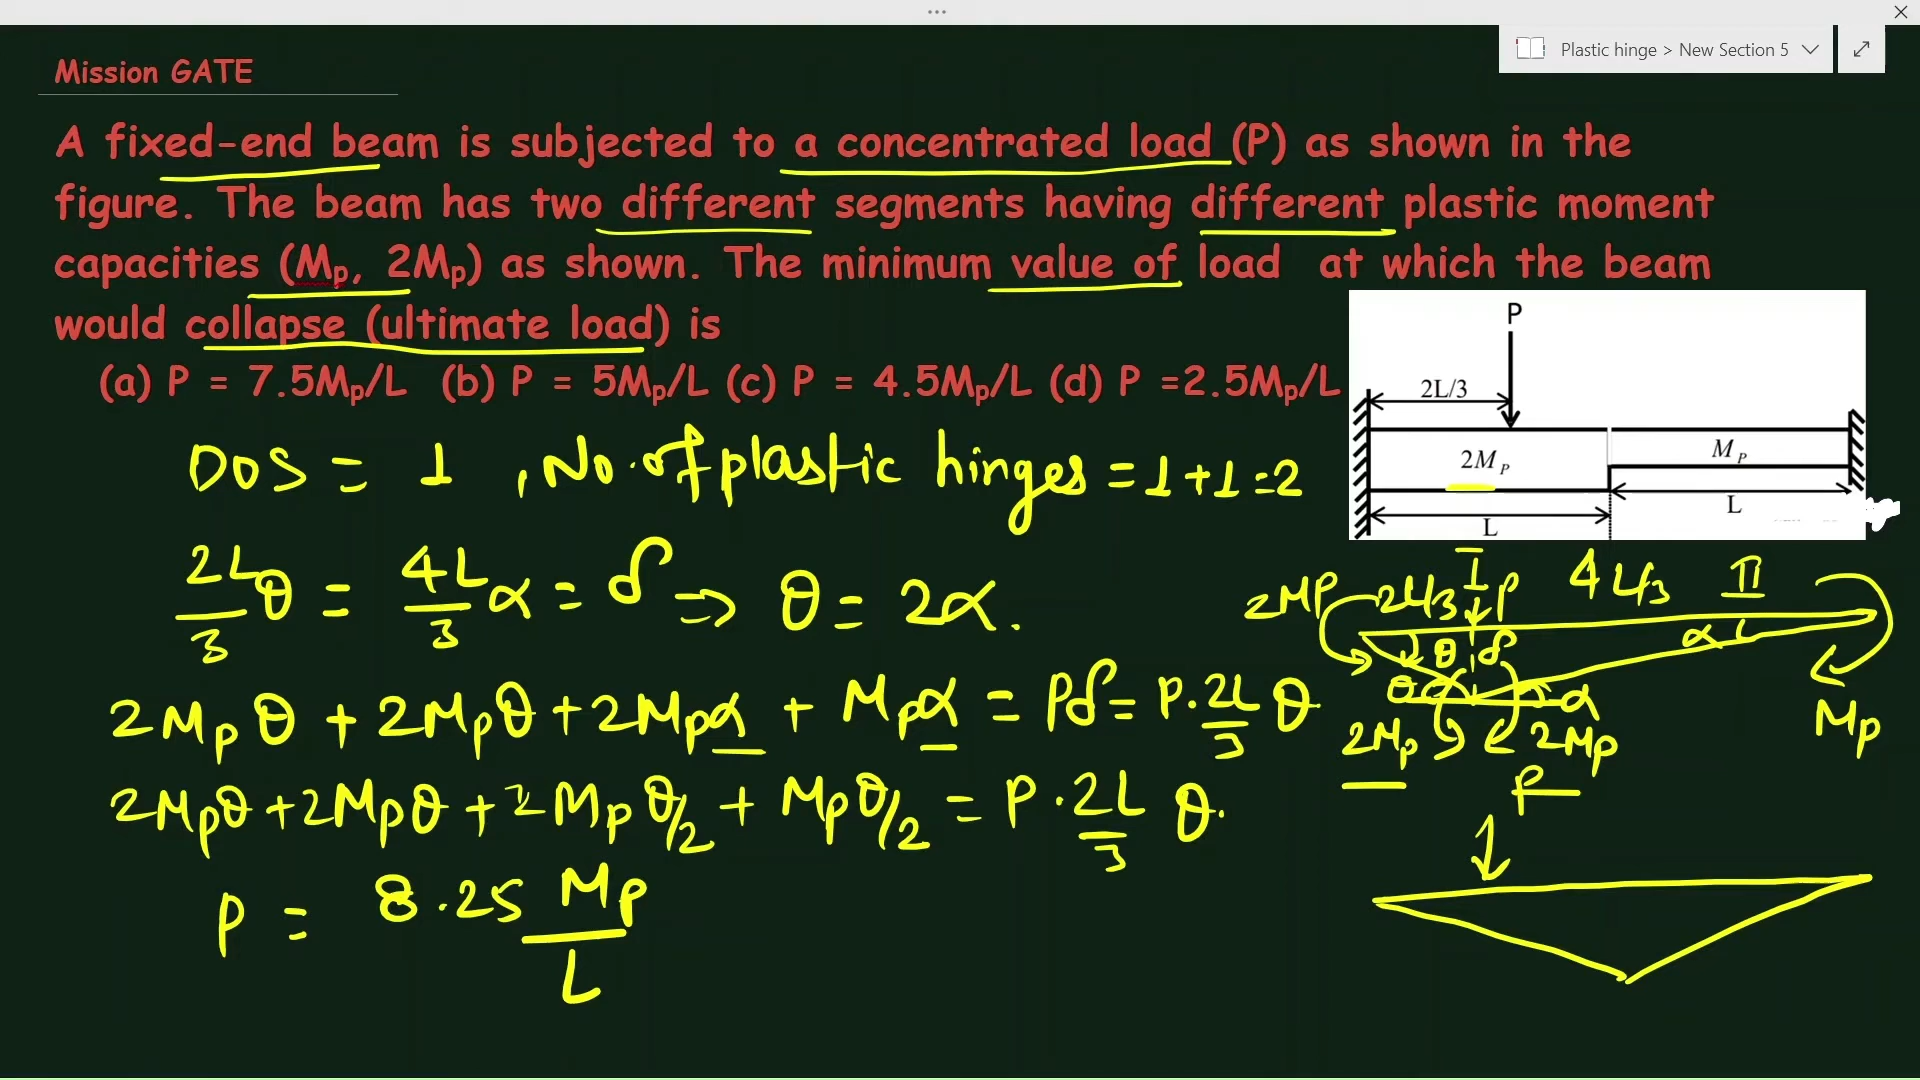 Plastic hinge > New Section 5
Mission GATE
A fixed-end beam is subjected to a concentrated load (P) as shown in the
figure. The beam has two different segments having different plastic moment
capacities (Mp, 2Mp) as shown. The minimum value of load at which the beam
would collapse (ultimate load) is
(a) P = 7.5Mp/L (b) P = 5Mp/L (c) P = 4.5Mp/L (d) P =2.5Mp/L
P
2L/3
2MP
MP
L
L
DOS = 1 , No. of plastic hinges = 1+1=2
2L/3 θ = 4L/3 α = δ ⇒ θ = 2α.
2Mpθ + 2Mpθ + 2Mpα + Mpα = Pδ = P. 2L/3 θ
2Mpθ + 2Mpθ + 2Mp θ/2 + Mp θ/2 = P. 2L/3 θ.
P = 8.25 Mp/L
I
II
2Mp 2L/3 P 4L/3
θ δ α
θ α
2Mp 2Mp Mp
P